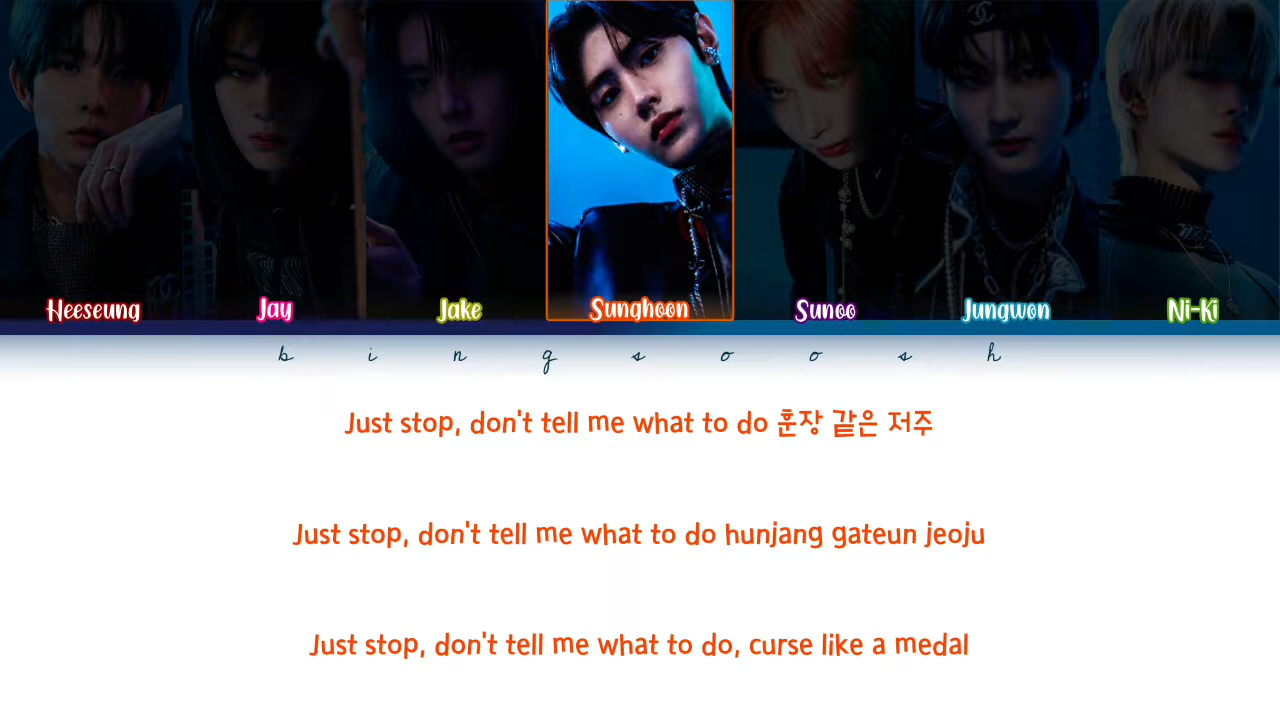 Heeseung Jay Jake Sunghoon Sunoo Jungwon Ni-Ki
bingsoosh
Just stop, don't tell me what to do 훈장 같은 저주
Just stop, don't tell me what to do hunjang gateun jeoju
Just stop, don't tell me what to do, curse like a medal